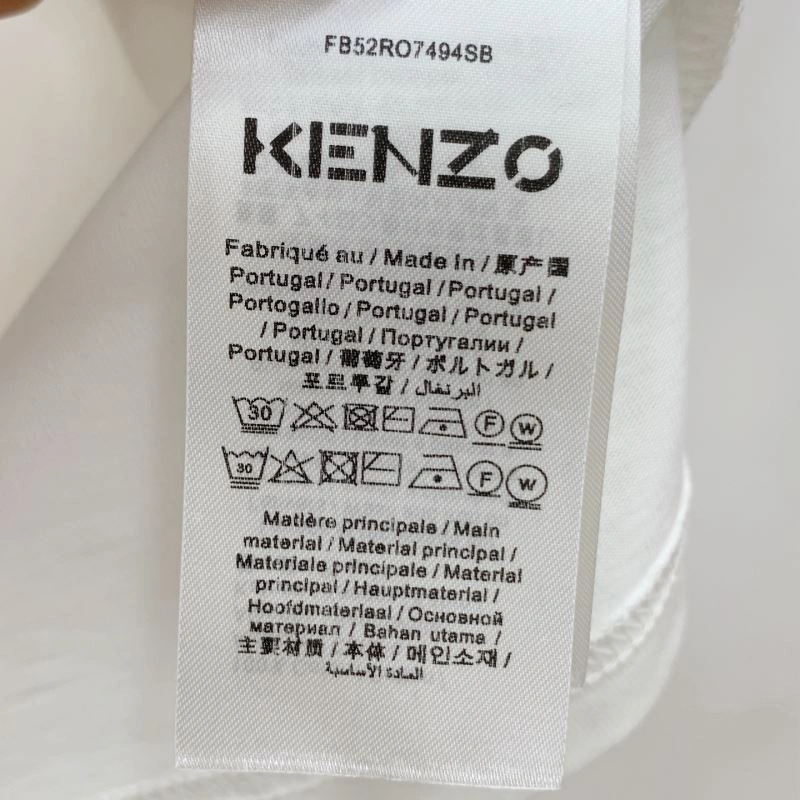 FB52RO7494SB
KENZO
Fabriqué au / Made In / 原产国
Portugal / Portugal / Portugal /
Portogallo / Portugal / Portugal
/ Portugal / Португалии /
Portugal / 葡萄牙 / ポルトガル /
포르투갈 / البرتغال
30 F W
30 F W
Matière principale / Main
material / Material principal /
Materiale principale / Material
principal / Hauptmaterial /
Hoofdmateriaal / Основной
материал / Bahan utama /
主要材质 / 本体 / 메인소재 /
المادة الأساسية